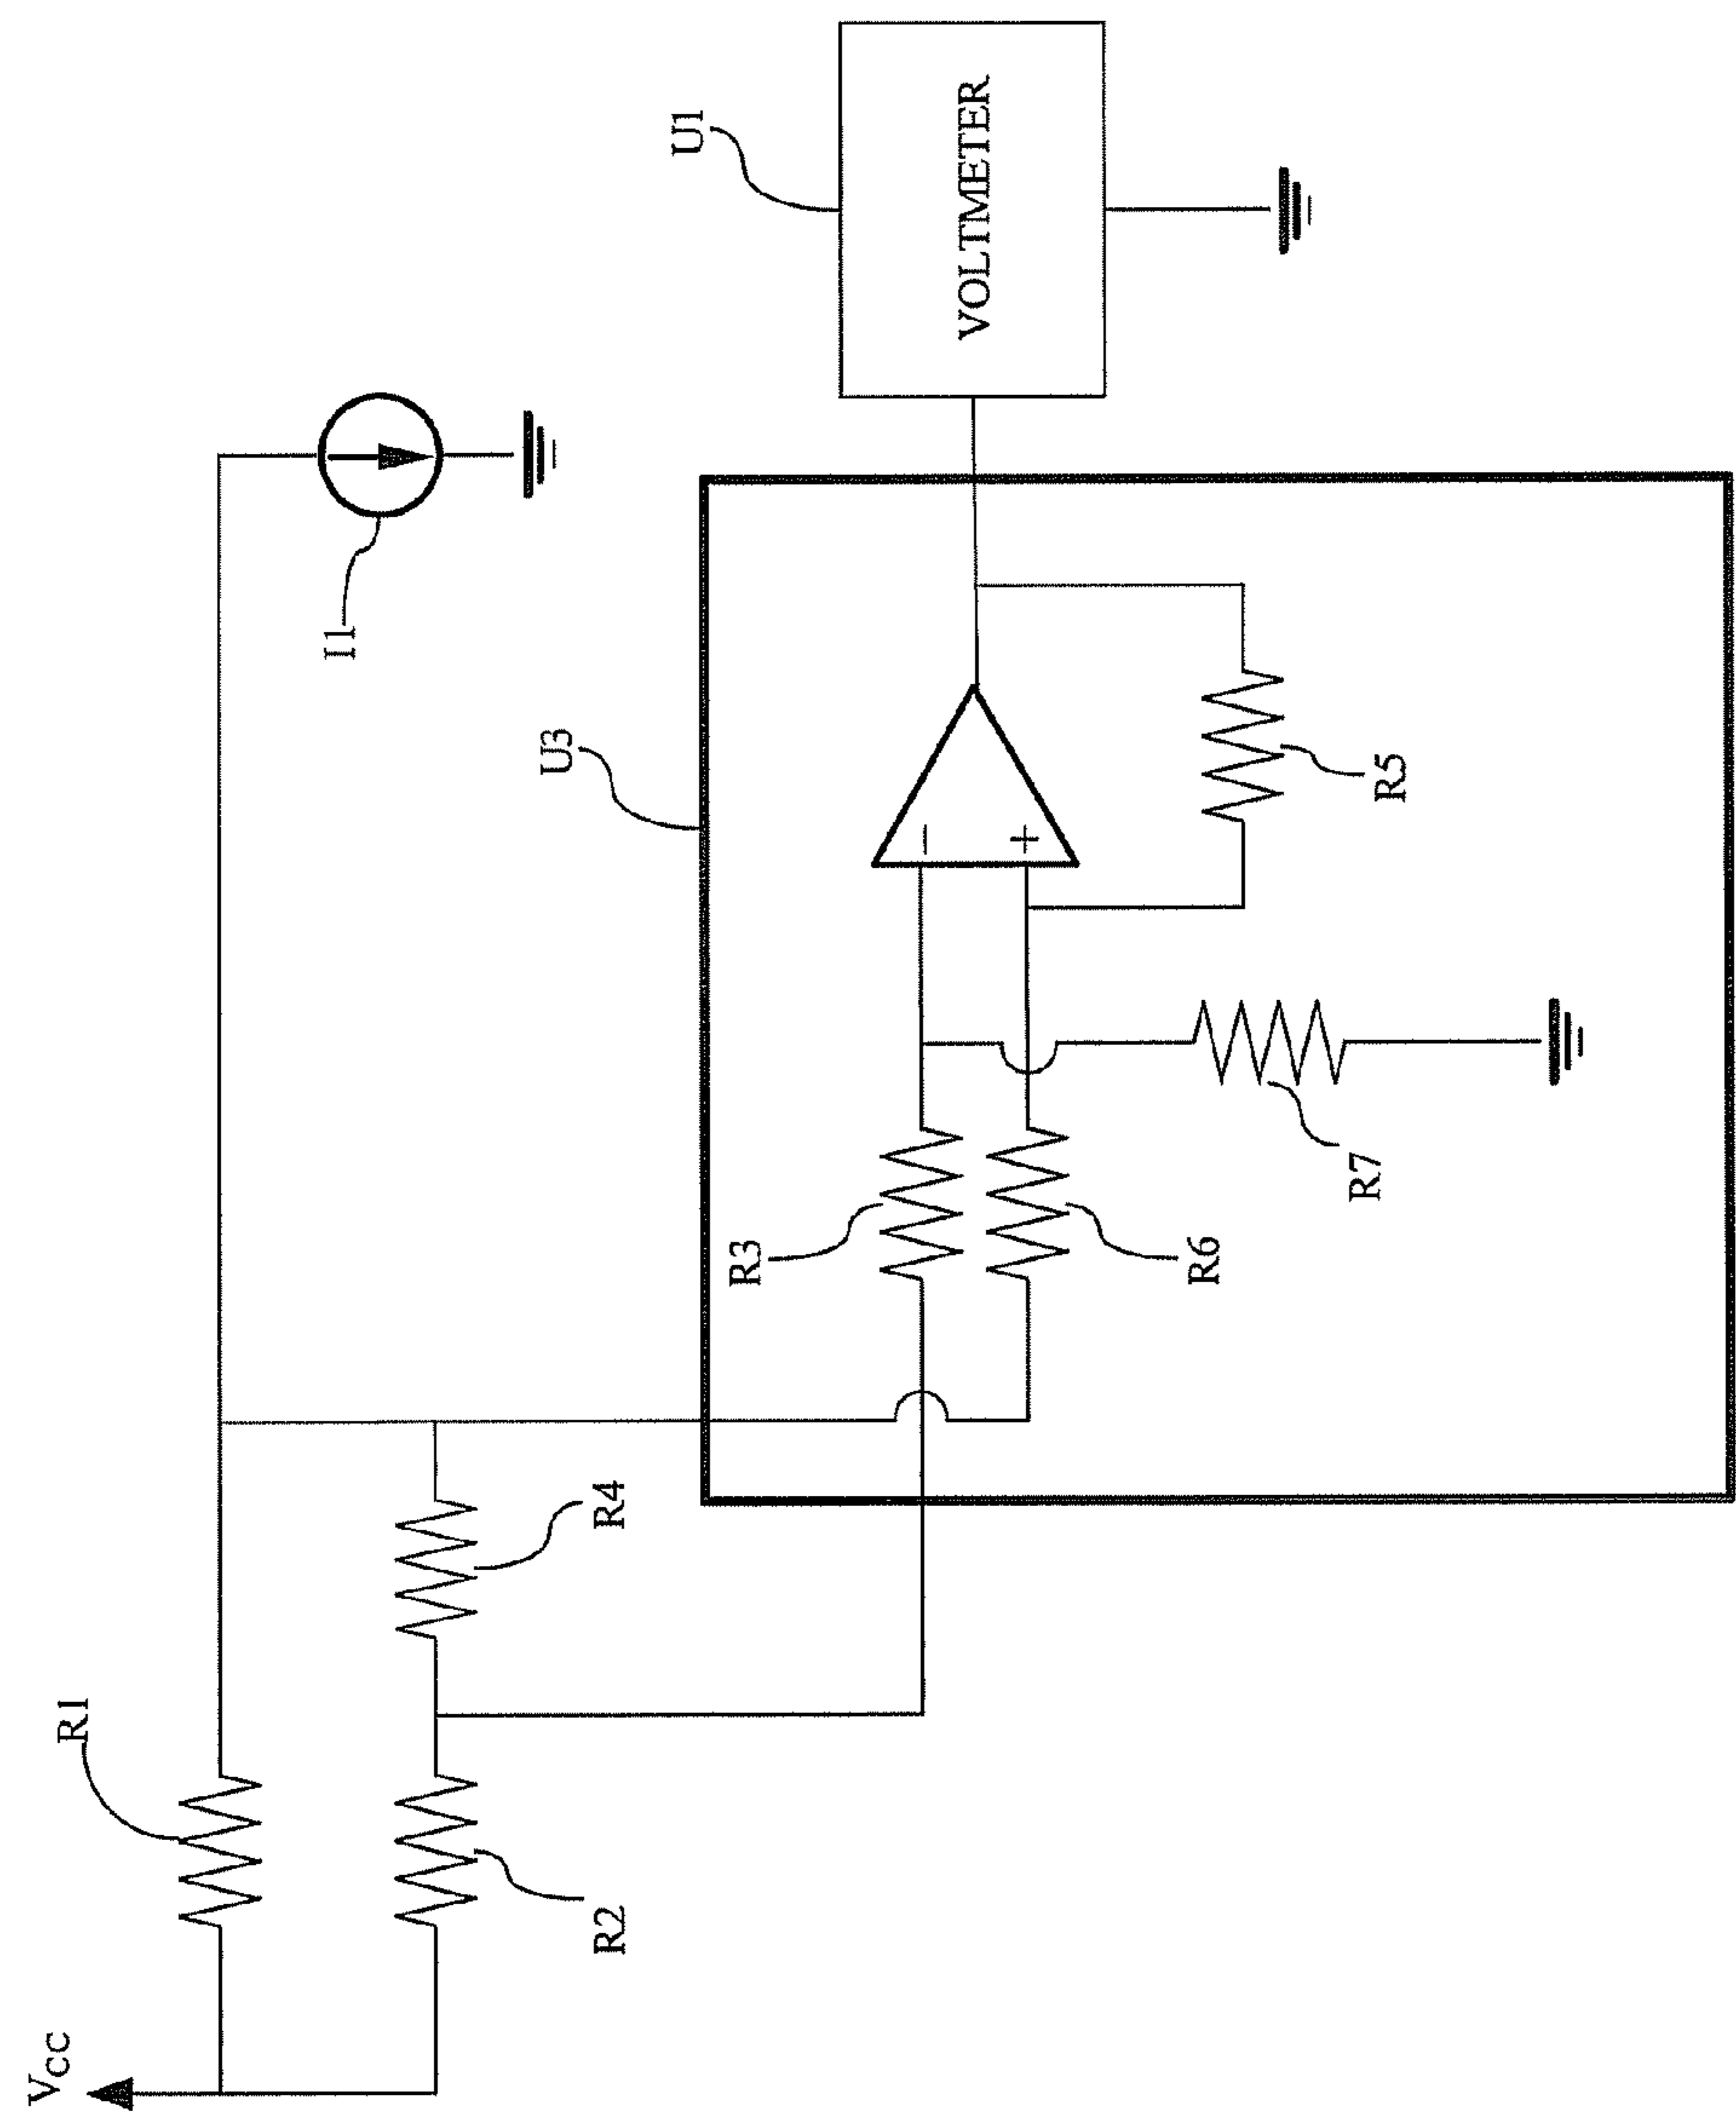 VCC
R1
R2
R4
I1
U3
R3
R6
R7
R5
−
+
U1
VOLTMETER